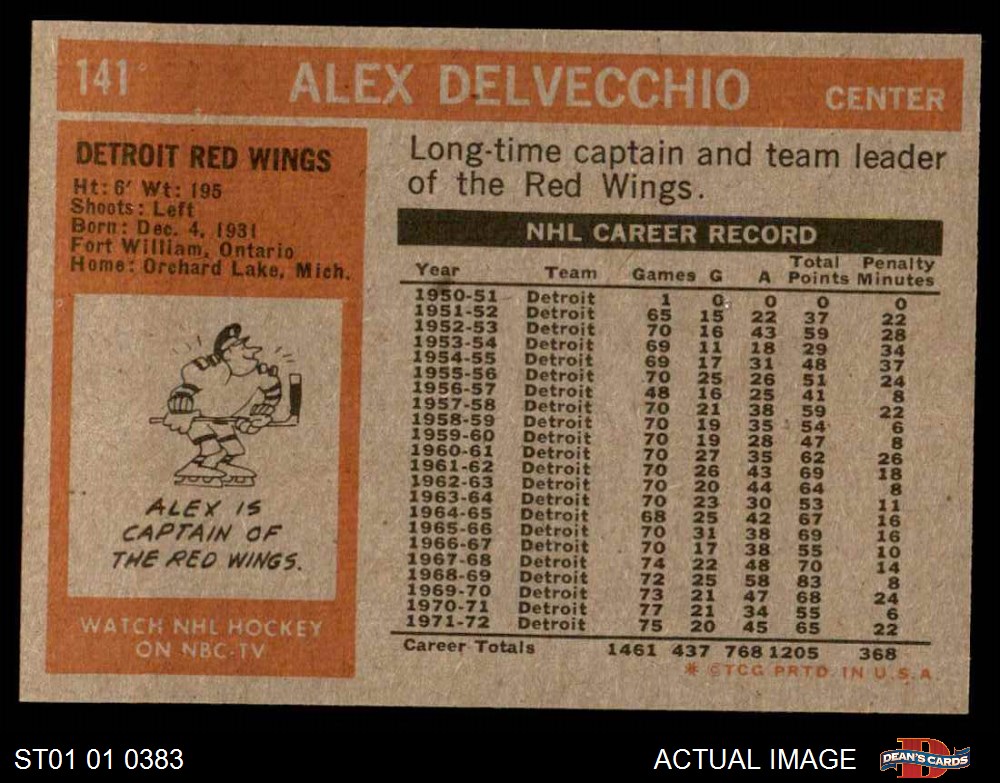 141 ALEX DELVECCHIO CENTER
DETROIT RED WINGS
Ht: 6' Wt: 195
Shoots: Left
Born: Dec. 4, 1931
Fort William, Ontario
Home: Orchard Lake, Mich.
ALEX IS
CAPTAIN OF
THE RED WINGS.
WATCH NHL HOCKEY
ON NBC-TV
Long-time captain and team leader
of the Red Wings.
NHL CAREER RECORD
Year Team Games G A Total Points Penalty Minutes
1950-51 Detroit 1 0 0 0 0
1951-52 Detroit 65 15 22 37 22
1952-53 Detroit 70 16 43 59 28
1953-54 Detroit 69 11 18 29 34
1954-55 Detroit 69 17 31 48 37
1955-56 Detroit 70 25 26 51 24
1956-57 Detroit 48 16 25 41 8
1957-58 Detroit 70 21 38 59 22
1958-59 Detroit 70 19 35 54 6
1959-60 Detroit 70 19 28 47 8
1960-61 Detroit 70 27 35 62 26
1961-62 Detroit 70 26 43 69 18
1962-63 Detroit 70 20 44 64 8
1963-64 Detroit 70 23 30 53 11
1964-65 Detroit 68 25 42 67 16
1965-66 Detroit 70 31 38 69 16
1966-67 Detroit 70 17 38 55 10
1967-68 Detroit 74 22 48 70 14
1968-69 Detroit 72 25 58 83 8
1969-70 Detroit 73 21 47 68 24
1970-71 Detroit 77 21 34 55 6
1971-72 Detroit 75 20 45 65 22
Career Totals 1461 437 768 1205 368
* ©TCG PRTD. IN U.S.A.
ST01 01 0383
ACTUAL IMAGE
D
DEAN'S CARDS